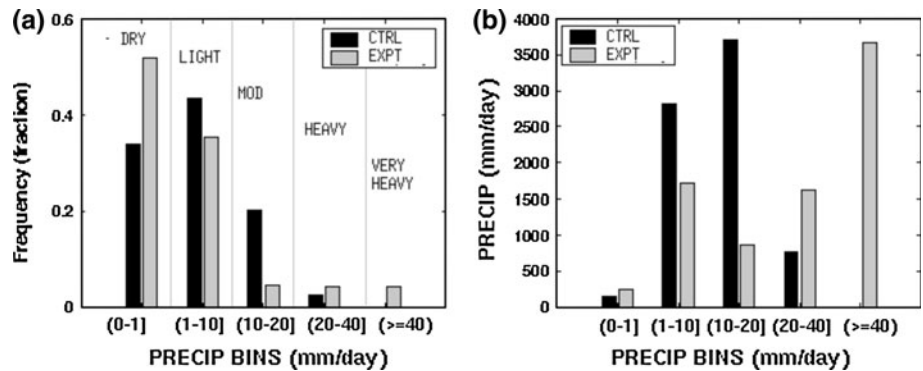 (a)
0.6
0.4
0.2
0
Frequency (fraction)
DRY
LIGHT
MOD
HEAVY
VERY
HEAVY
CTRL
EXPT
(0-1] (1-10] (10-20] (20-40] (>=40)
PRECIP BINS (mm/day)
(b)
4000
3500
3000
2500
2000
1500
1000
500
0
PRECIP (mm/day)
CTRL
EXPT
(0-1] (1-10] (10-20] (20-40] (>=40)
PRECIP BINS (mm/day)